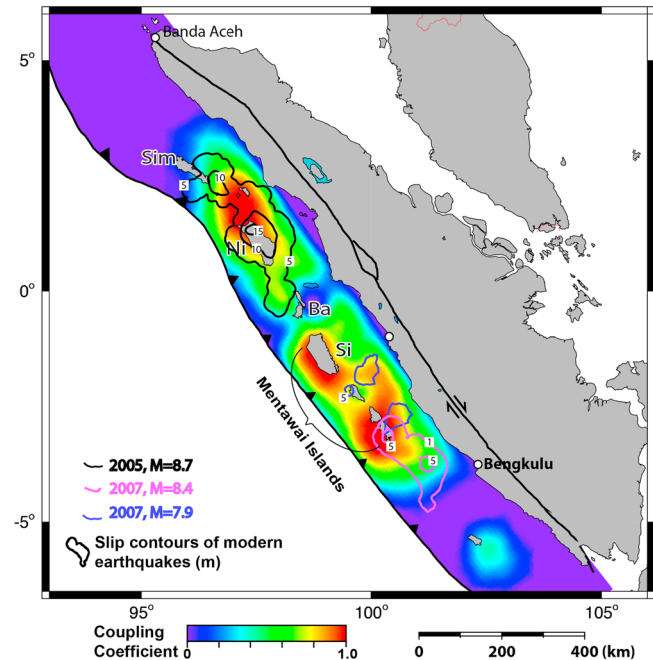 5°
0°
-5°
Banda Aceh
Sim
10
5
15
Ni
10
5
Ba
Si
5
Mentawai Islands
1
5
5
Bengkulu
2005, M=8.7
2007, M=8.4
2007, M=7.9
Slip contours of modern
earthquakes (m)
95°
100°
105°
Coupling
Coefficient
0
1.0
0
200
400 (km)